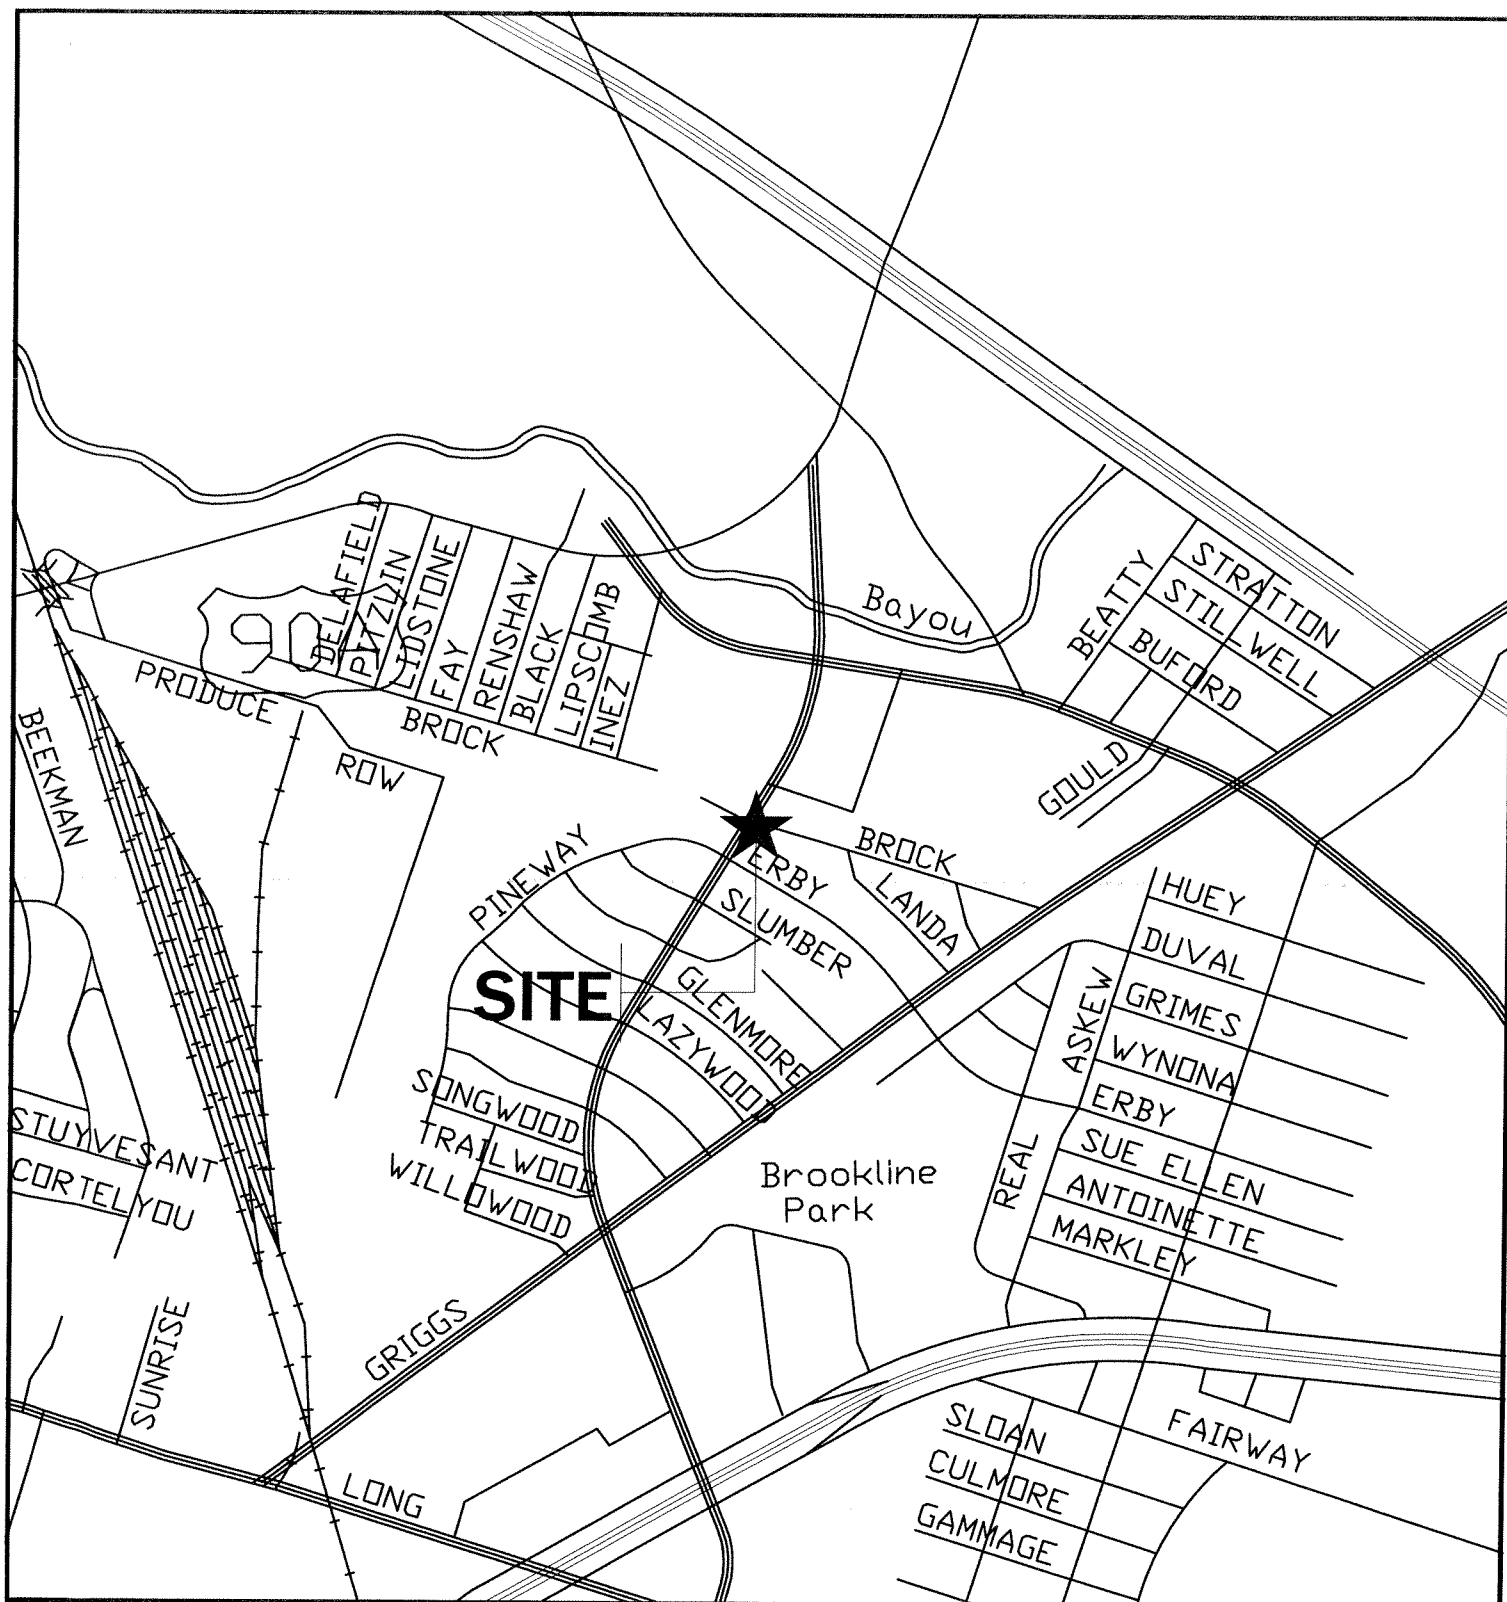 Bayou
STRATTON
STILLWELL
BEATTY
BUFORD
GOULD
90
DELAFIELD
PITZLIN
LIDSTONE
FAY
RENSHAW
BLACK
LIPSCOMB
INEZ
PRODUCE
ROW
BROCK
BEEKMAN
PINEWAY
ERBY
SLUMBER
BROCK
LANDA
SITE
GLENMORE
LAZYWOOD
HUEY
DUVAL
ASKEW
GRIMES
WYNONA
ERBY
SUE ELLEN
ANTOINETTE
MARKLEY
REAL
SONGWOOD
TRAILWOOD
WILLOWOOD
Brookline
Park
STUYVESANT
CORTELYOU
SUNRISE
GRIGGS
LONG
SLOAN
CULMORE
GAMMAGE
FAIRWAY